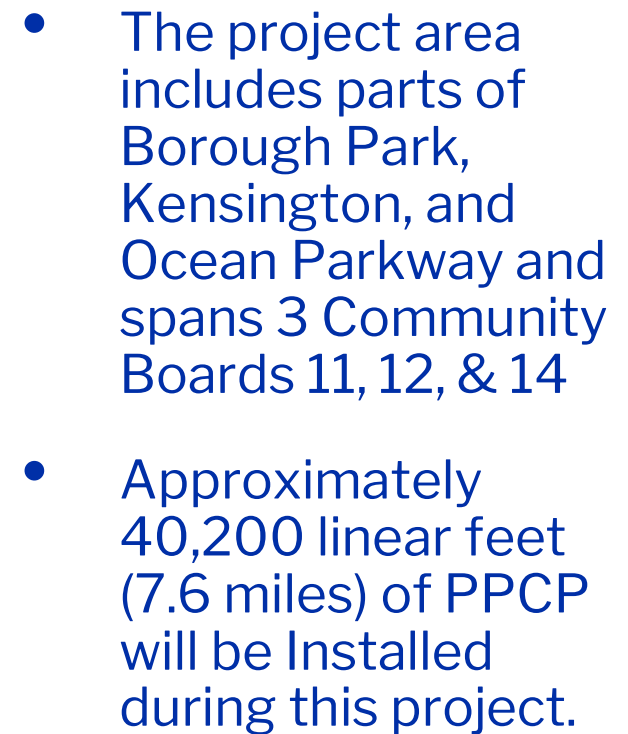 • The project area
includes parts of
Borough Park,
Kensington, and
Ocean Parkway and
spans 3 Community
Boards 11, 12, & 14
• Approximately
40,200 linear feet
(7.6 miles) of PPCP
will be Installed
during this project.